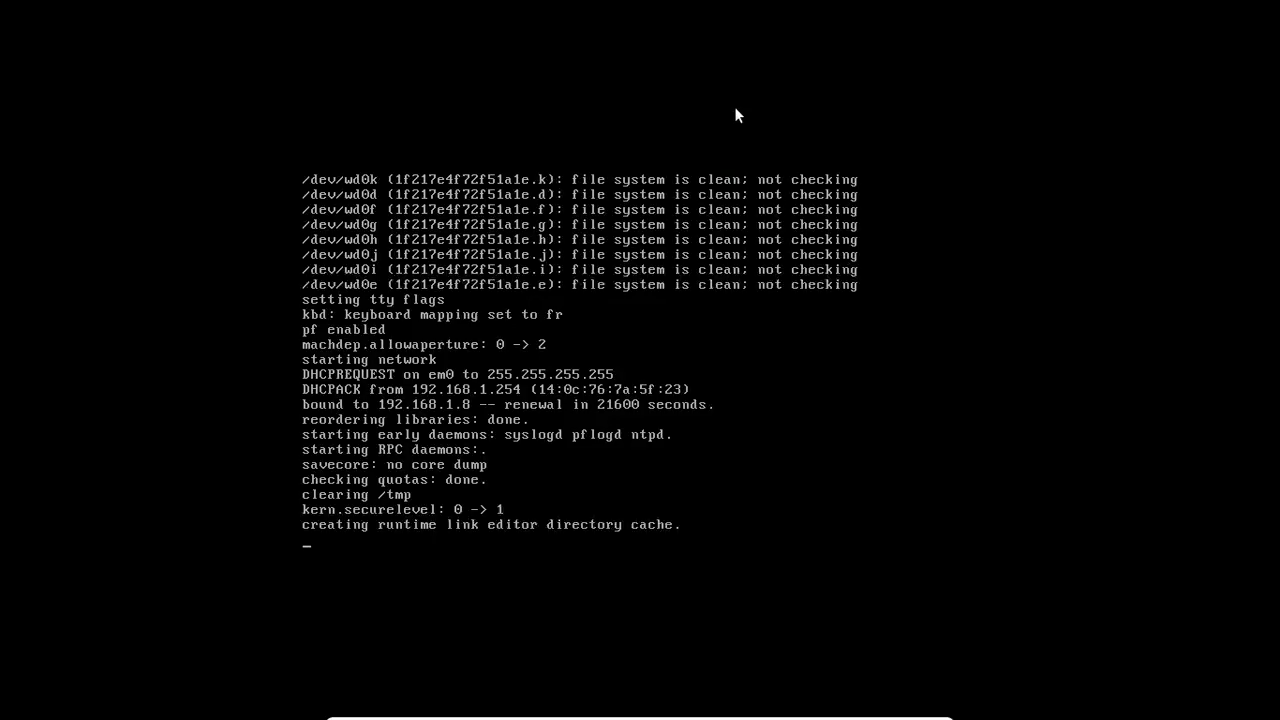 /dev/wd0k (1f217e4f72f51a1e.k): file system is clean; not checking
/dev/wd0d (1f217e4f72f51a1e.d): file system is clean; not checking
/dev/wd0f (1f217e4f72f51a1e.f): file system is clean; not checking
/dev/wd0g (1f217e4f72f51a1e.g): file system is clean; not checking
/dev/wd0h (1f217e4f72f51a1e.h): file system is clean; not checking
/dev/wd0j (1f217e4f72f51a1e.j): file system is clean; not checking
/dev/wd0i (1f217e4f72f51a1e.i): file system is clean; not checking
/dev/wd0e (1f217e4f72f51a1e.e): file system is clean; not checking
setting tty flags
kbd: keyboard mapping set to fr
pf enabled
machdep.allowaperture: 0 -> 2
starting network
DHCPREQUEST on em0 to 255.255.255.255
DHCPACK from 192.168.1.254 (14:0c:76:7a:5f:23)
bound to 192.168.1.8 -- renewal in 21600 seconds.
reordering libraries: done.
starting early daemons: syslogd pflogd ntpd.
starting RPC daemons:.
savecore: no core dump
checking quotas: done.
clearing /tmp
kern.securelevel: 0 -> 1
creating runtime link editor directory cache.
_